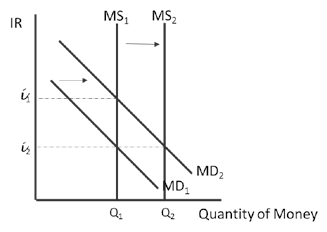 IR
MS₁
MS₂
i₁
i₂
MD₂
MD₁
Q₁
Q₂
Quantity of Money